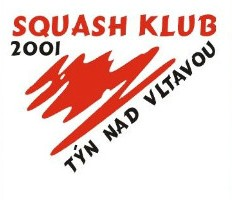 SQUASH KLUB
2001
TÝN NAD VLTAVOU